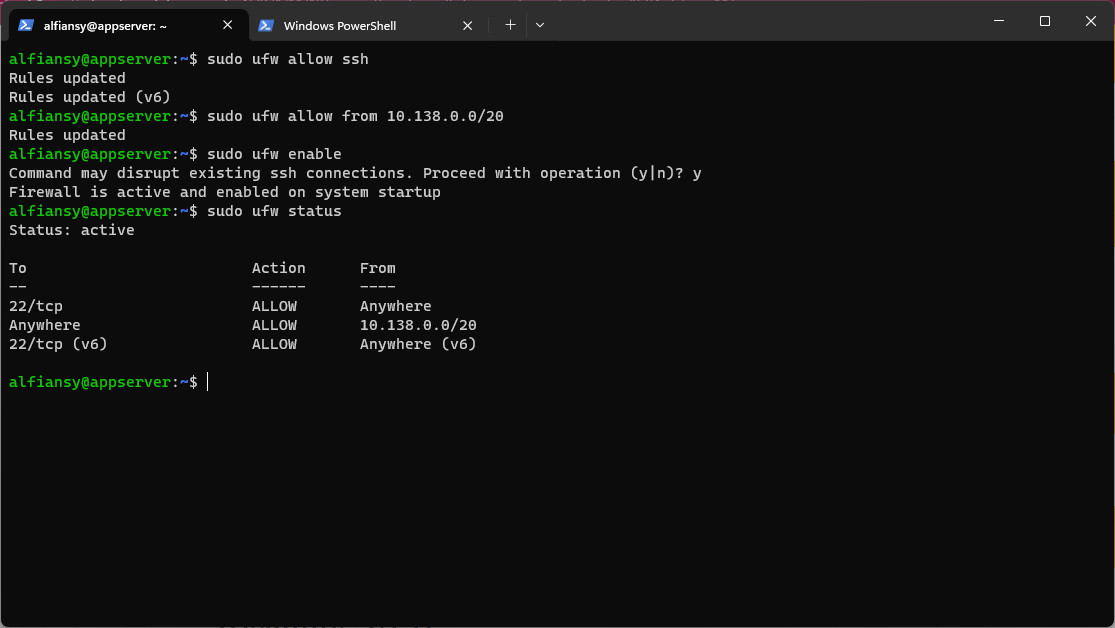 alfiansy@appserver: ~
Windows PowerShell
alfiansy@appserver:~$ sudo ufw allow ssh
Rules updated
Rules updated (v6)
alfiansy@appserver:~$ sudo ufw allow from 10.138.0.0/20
Rules updated
alfiansy@appserver:~$ sudo ufw enable
Command may disrupt existing ssh connections. Proceed with operation (y|n)? y
Firewall is active and enabled on system startup
alfiansy@appserver:~$ sudo ufw status
Status: active
To                         Action      From
--                         ------      ----
22/tcp                     ALLOW       Anywhere
Anywhere                   ALLOW       10.138.0.0/20
22/tcp (v6)                ALLOW       Anywhere (v6)
alfiansy@appserver:~$